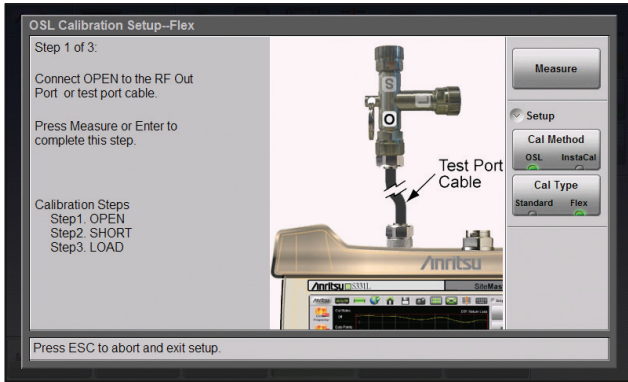 OSL Calibration Setup--Flex
Step 1 of 3:
Connect OPEN to the RF Out
Port or test port cable.
Press Measure or Enter to
complete this step.
Calibration Steps
Step1. OPEN
Step2. SHORT
Step3. LOAD
S
L
O
Test Port
Cable
Anritsu
Anritsu S331L SiteMas
Measure
Setup
Cal Method
OSL InstaCal
Cal Type
Standard Flex
Press ESC to abort and exit setup.